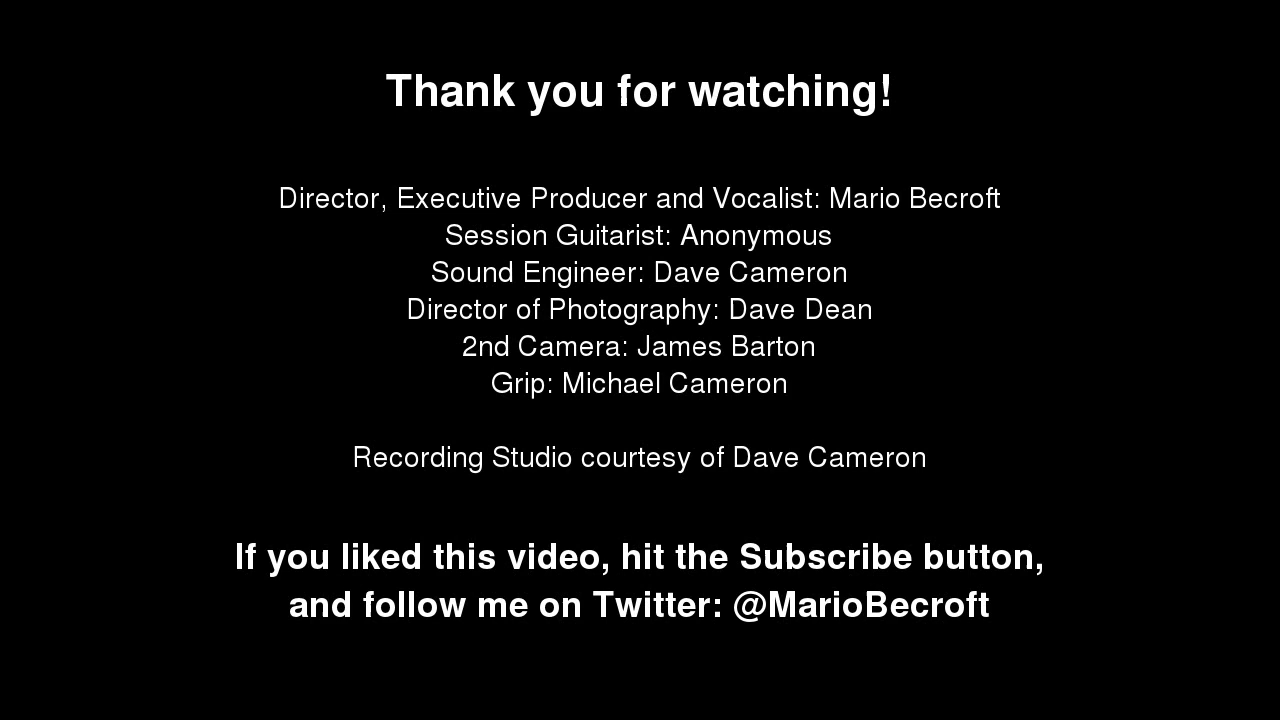 Thank you for watching!
Director, Executive Producer and Vocalist: Mario Becroft
Session Guitarist: Anonymous
Sound Engineer: Dave Cameron
Director of Photography: Dave Dean
2nd Camera: James Barton
Grip: Michael Cameron
Recording Studio courtesy of Dave Cameron
If you liked this video, hit the Subscribe button,
and follow me on Twitter: @MarioBecroft